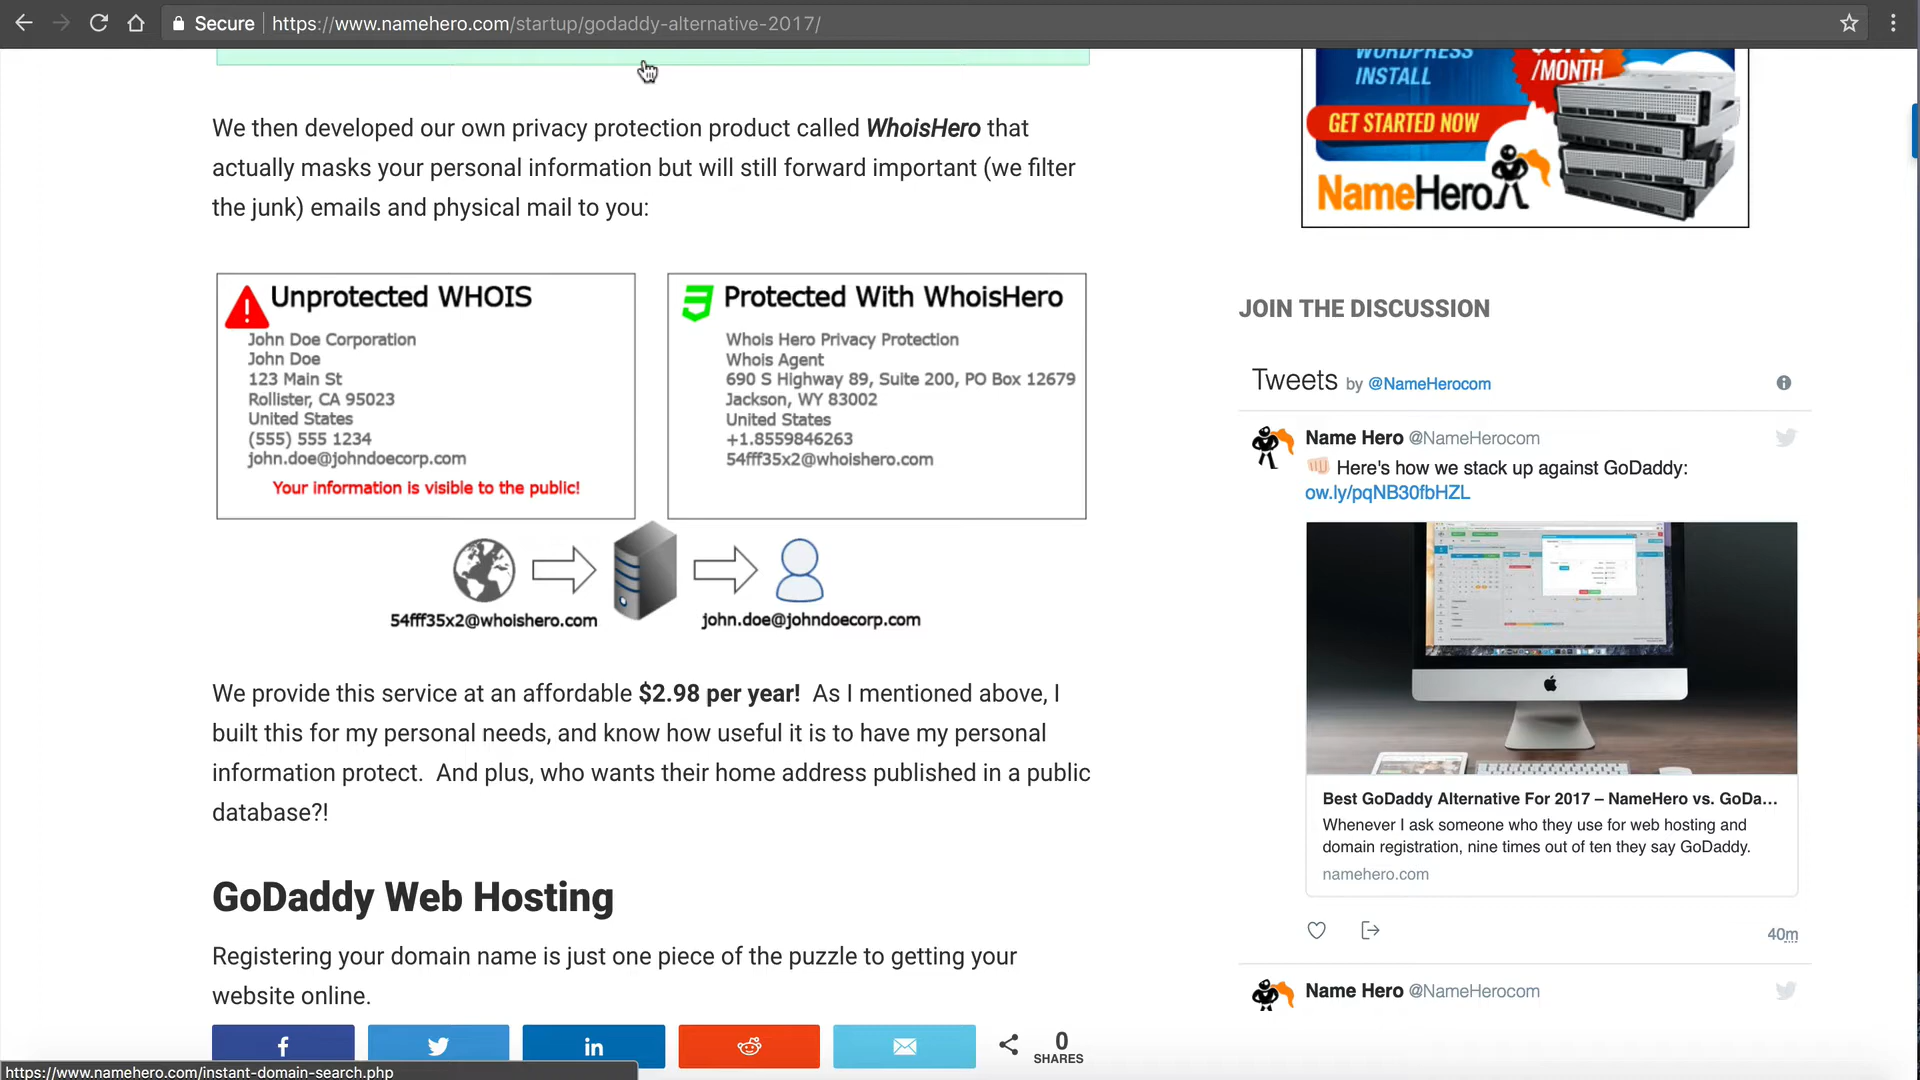 Secure https://www.namehero.com/startup/godaddy-alternative-2017/
We then developed our own privacy protection product called WhoisHero that
actually masks your personal information but will still forward important (we filter
the junk) emails and physical mail to you:
Unprotected WHOIS
John Doe Corporation
John Doe
123 Main St
Rollister, CA 95023
United States
(555) 555 1234
john.doe@johndoecorp.com
Your information is visible to the public!
Protected With WhoisHero
Whois Hero Privacy Protection
Whois Agent
690 S Highway 89, Suite 200, PO Box 12679
Jackson, WY 83002
United States
+1.8559846263
54fff35x2@whoishero.com
54fff35x2@whoishero.com
john.doe@johndoecorp.com
We provide this service at an affordable $2.98 per year!  As I mentioned above, I
built this for my personal needs, and know how useful it is to have my personal
information protect.  And plus, who wants their home address published in a public
database?!
GoDaddy Web Hosting
Registering your domain name is just one piece of the puzzle to getting your
website online.
0
SHARES
https://www.namehero.com/instant-domain-search.php
WORDPRESS
INSTALL
/MONTH
GET STARTED NOW
NameHero
JOIN THE DISCUSSION
Tweets by @NameHerocom
Name Hero @NameHerocom
👊🏻 Here's how we stack up against GoDaddy:
ow.ly/pqNB30fbHZL
Best GoDaddy Alternative For 2017 – NameHero vs. GoDa...
Whenever I ask someone who they use for web hosting and
domain registration, nine times out of ten they say GoDaddy.
namehero.com
40m
Name Hero @NameHerocom